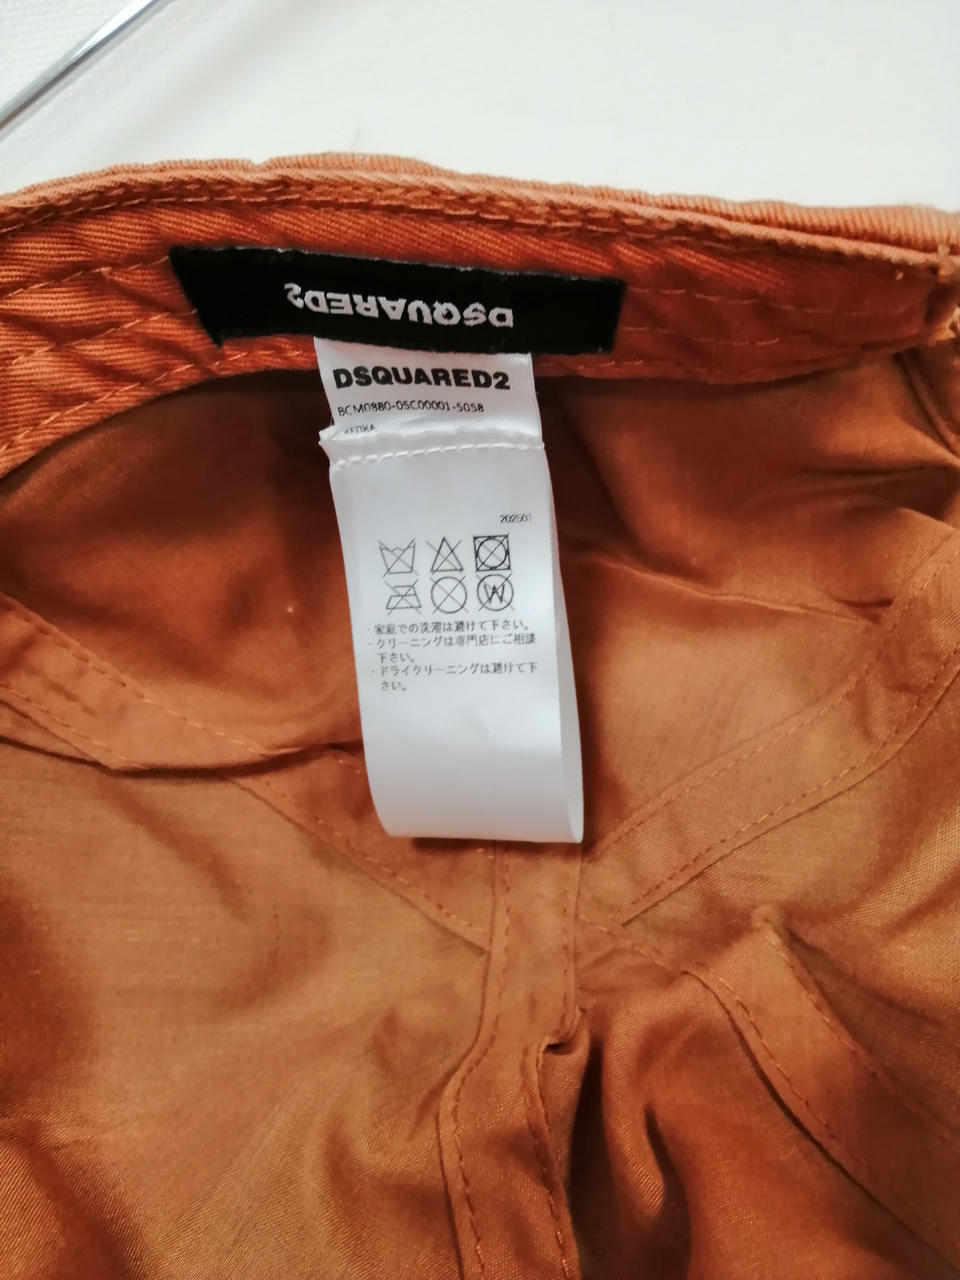 DSQUARED2
DSQUARED2
BCM0880-05C00001-5058
КЕПКА
202501
W
・家庭での洗濯は避けて下さい。
・クリーニングは専門店にご相談
下さい。
・ドライクリーニングは避けて下
さい。